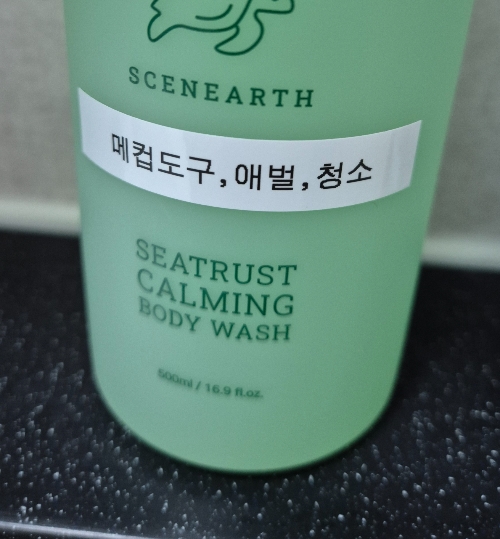 SCENEARTH
메컵도구, 애벌, 청소
SEATRUST
CALMING
BODY WASH
500ml / 16.9 fl.oz.